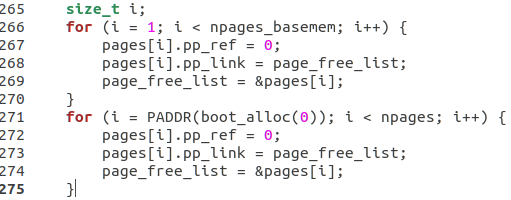 265 size_t i;
266 for (i = 1; i < npages_basemem; i++) {
267 pages[i].pp_ref = 0;
268 pages[i].pp_link = page_free_list;
269 page_free_list = &pages[i];
270 }
271 for (i = PADDR(boot_alloc(0)); i < npages; i++) {
272 pages[i].pp_ref = 0;
273 pages[i].pp_link = page_free_list;
274 page_free_list = &pages[i];
275 }